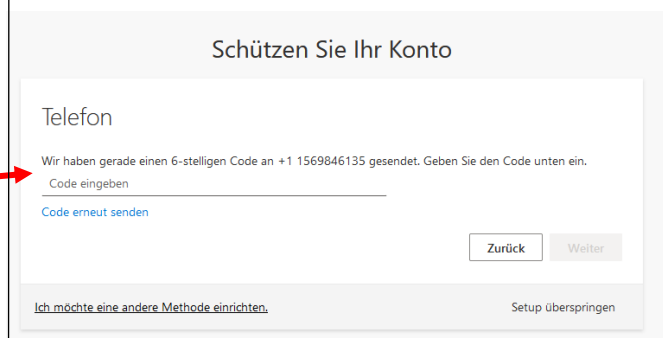 Schützen Sie Ihr Konto
Telefon
Wir haben gerade einen 6-stelligen Code an +1 1569846135 gesendet. Geben Sie den Code unten ein.
Code eingeben
Code erneut senden
Zurück Weiter
Ich möchte eine andere Methode einrichten. Setup überspringen